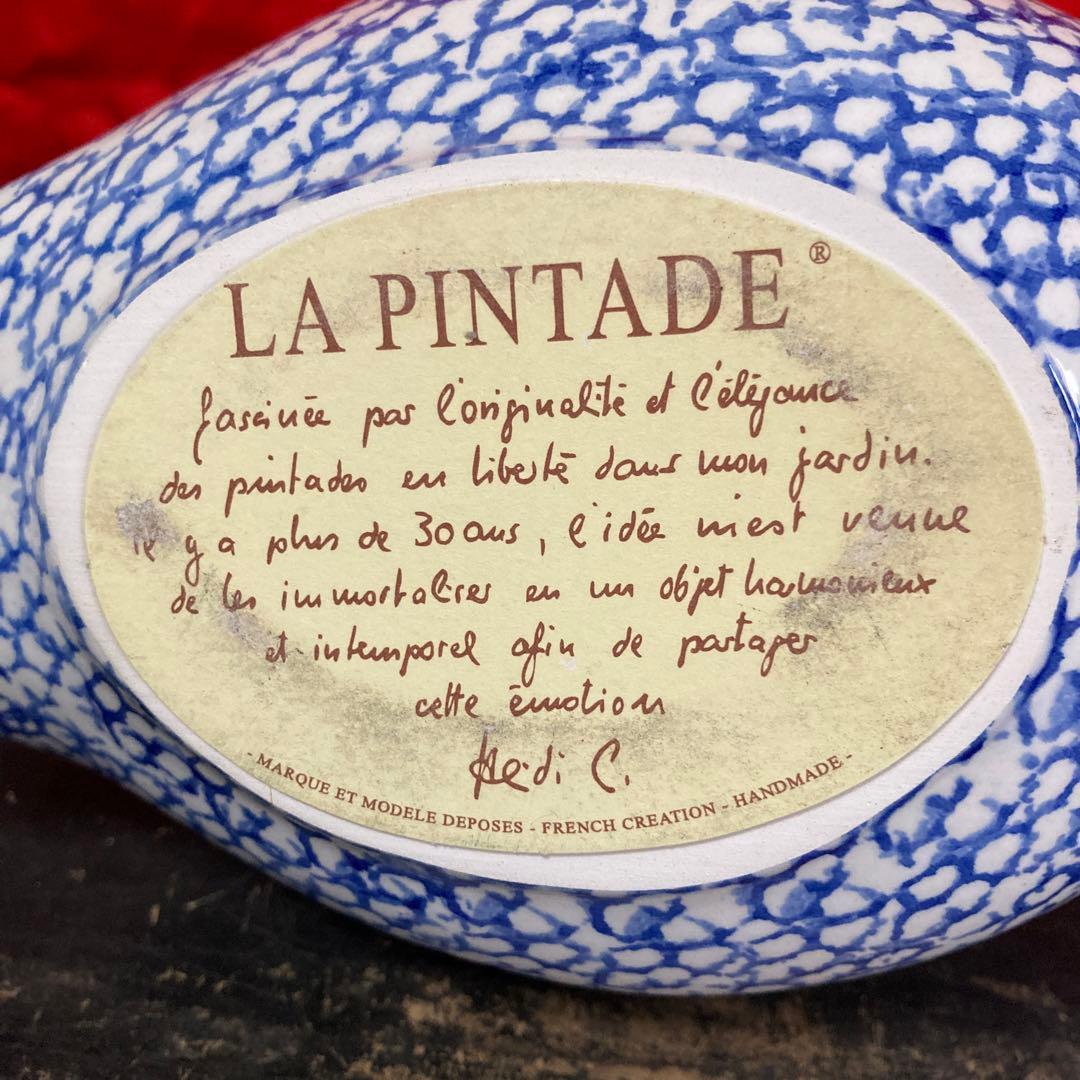 LA PINTADE ®
fascinée par l'originalité et l'élégance
des pintades en liberté dans mon jardin.
il y a plus de 30 ans, l'idée m'est venue
de les immortaliser en un objet harmonieux
et intemporel afin de partager
cette émotion
Heidi C.
- MARQUE ET MODELE DEPOSES - FRENCH CREATION - HANDMADE -